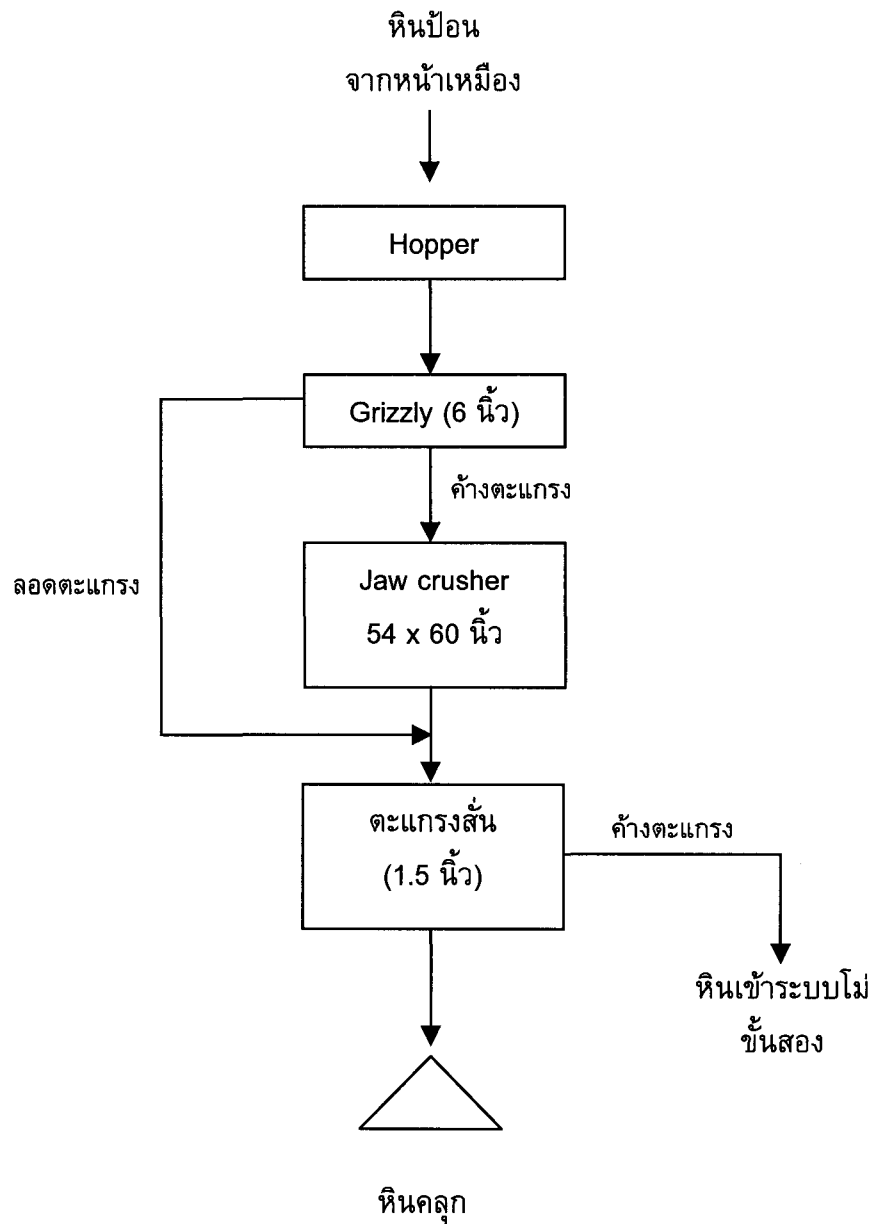 หินป้อน
จากหน้าเหมือง
Hopper
Grizzly (6 นิ้ว)
ค้างตะแกรง
ลอดตะแกรง
Jaw crusher
54 x 60 นิ้ว
ตะแกรงสั่น
(1.5 นิ้ว)
ค้างตะแกรง
หินเข้าระบบโม่
ขั้นสอง
หินคลุก